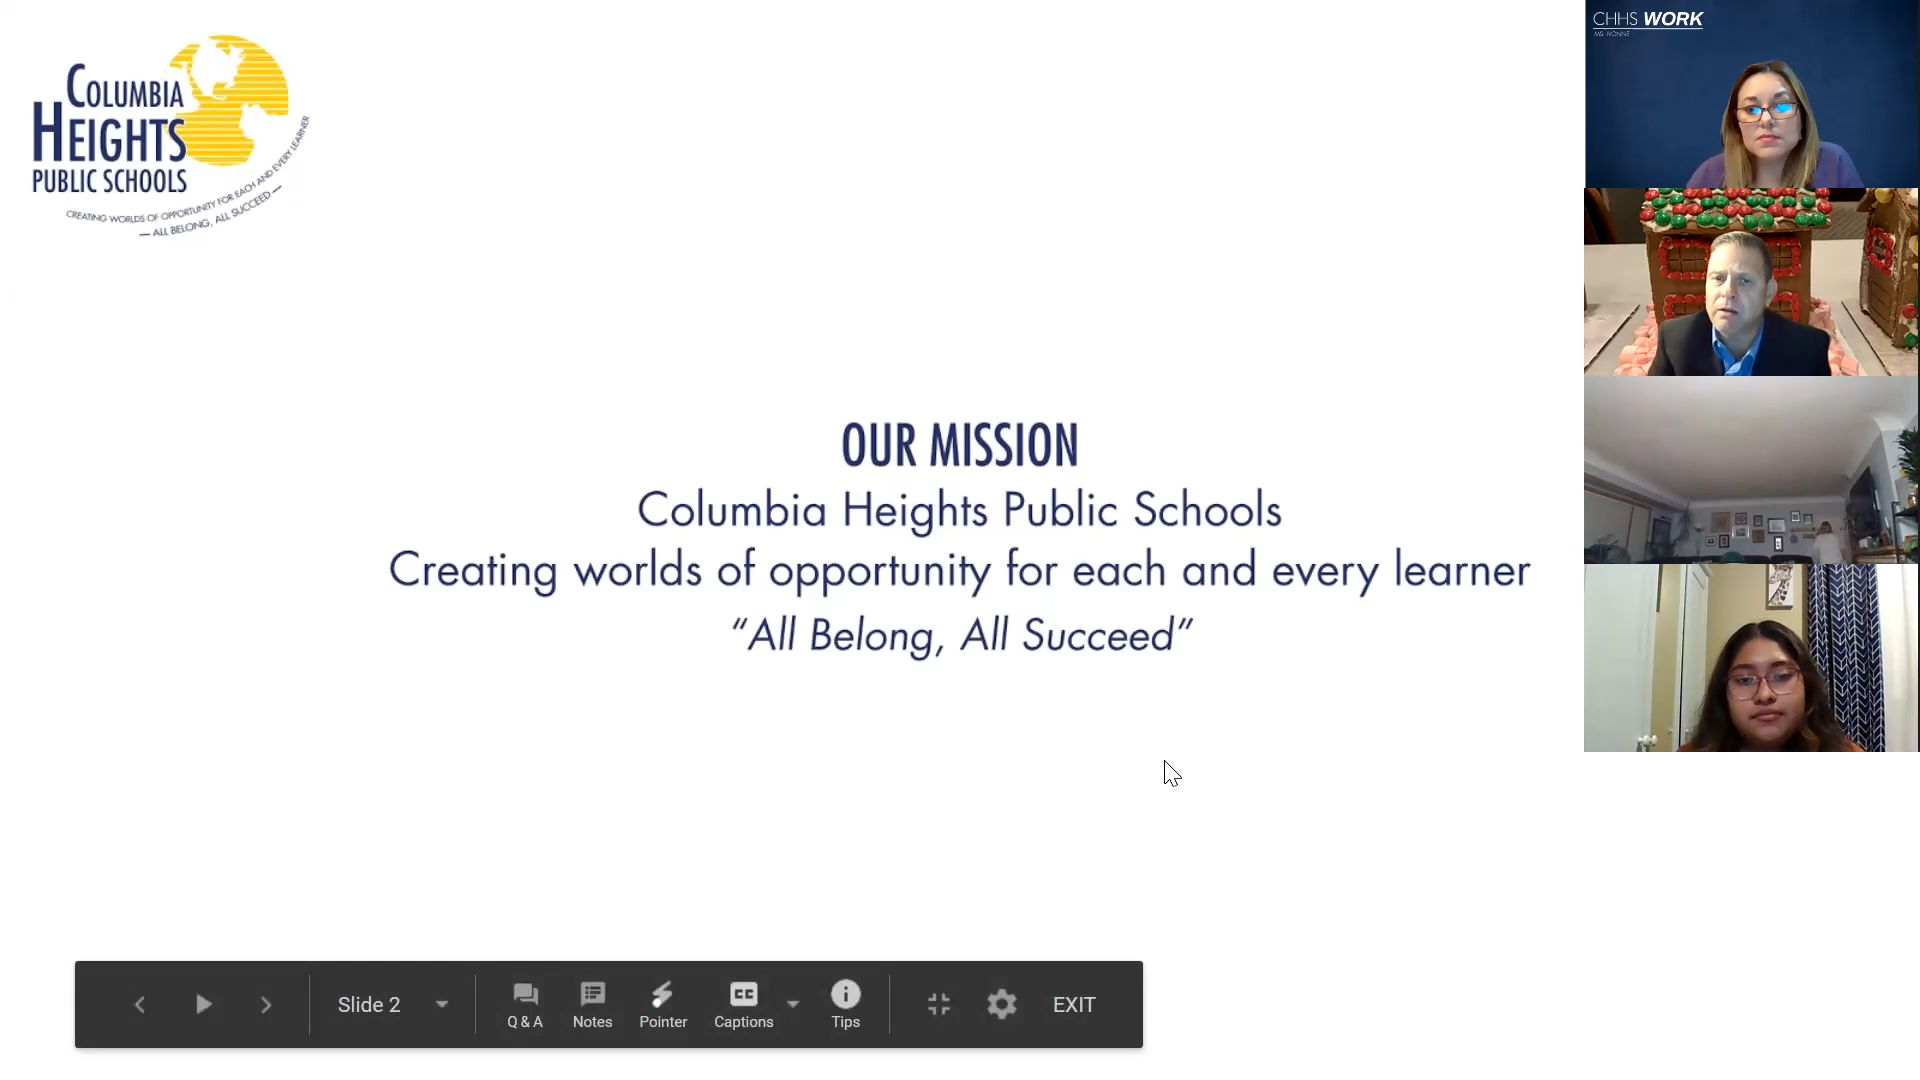 COLUMBIA
HEIGHTS
PUBLIC SCHOOLS
CREATING WORLDS OF OPPORTUNITY FOR EACH AND EVERY LEARNER
— ALL BELONG, ALL SUCCEED —
CHHS WORK
OUR MISSION
Columbia Heights Public Schools
Creating worlds of opportunity for each and every learner
“All Belong, All Succeed”
Slide 2
Q & A
Notes
Pointer
CC
Captions
Tips
EXIT